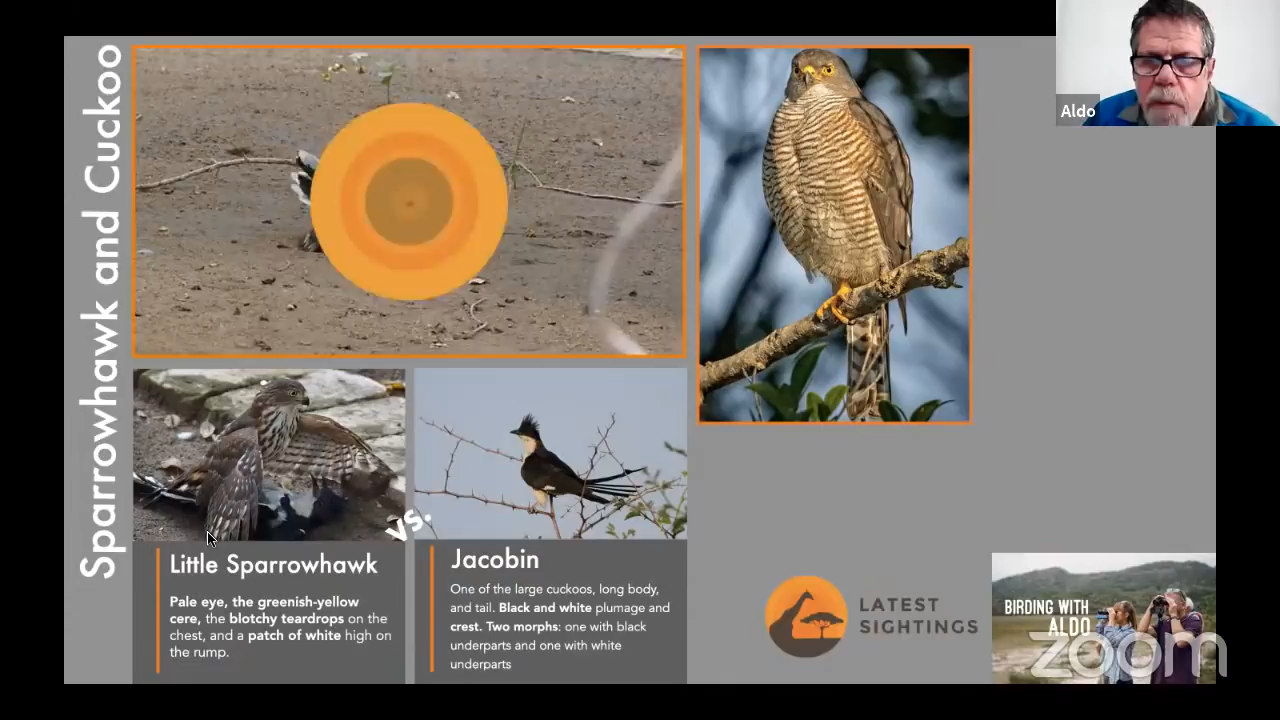 Sparrowhawk and Cuckoo
Aldo
vs.
Little Sparrowhawk
Pale eye, the greenish-yellow
cere, the blotchy teardrops on the
chest, and a patch of white high on
the rump.
Jacobin
One of the large cuckoos, long body,
and tail. Black and white plumage and
crest. Two morphs: one with black
underparts and one with white
underparts
LATEST
SIGHTINGS
BIRDING WITH
ALDO
zoom